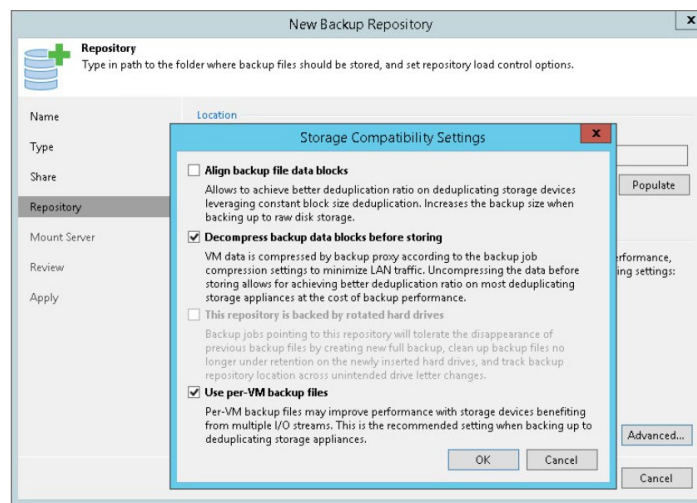 New Backup Repository
x
Repository
Type in path to the folder where backup files should be stored, and set repository load control options.
Name
Type
Share
Repository
Mount Server
Review
Apply
Location
Populate
erformance,
ing settings:
Advanced...
Cancel
Storage Compatibility Settings
x
Align backup file data blocks
Allows to achieve better deduplication ratio on deduplicating storage devices
leveraging constant block size deduplication. Increases the backup size when
backing up to raw disk storage.
Decompress backup data blocks before storing
VM data is compressed by backup proxy according to the backup job
compression settings to minimize LAN traffic. Uncompressing the data before
storing allows for achieving better deduplication ratio on most deduplicating
storage appliances at the cost of backup performance.
This repository is backed by rotated hard drives
Backup jobs pointing to this repository will tolerate the disappearance of
previous backup files by creating new full backup, clean up backup files no
longer under retention on the newly inserted hard drives, and track backup
repository location across unintended drive letter changes.
Use per-VM backup files
Per-VM backup files may improve performance with storage devices benefiting
from multiple I/O streams. This is the recommended setting when backing up to
deduplicating storage appliances.
OK
Cancel